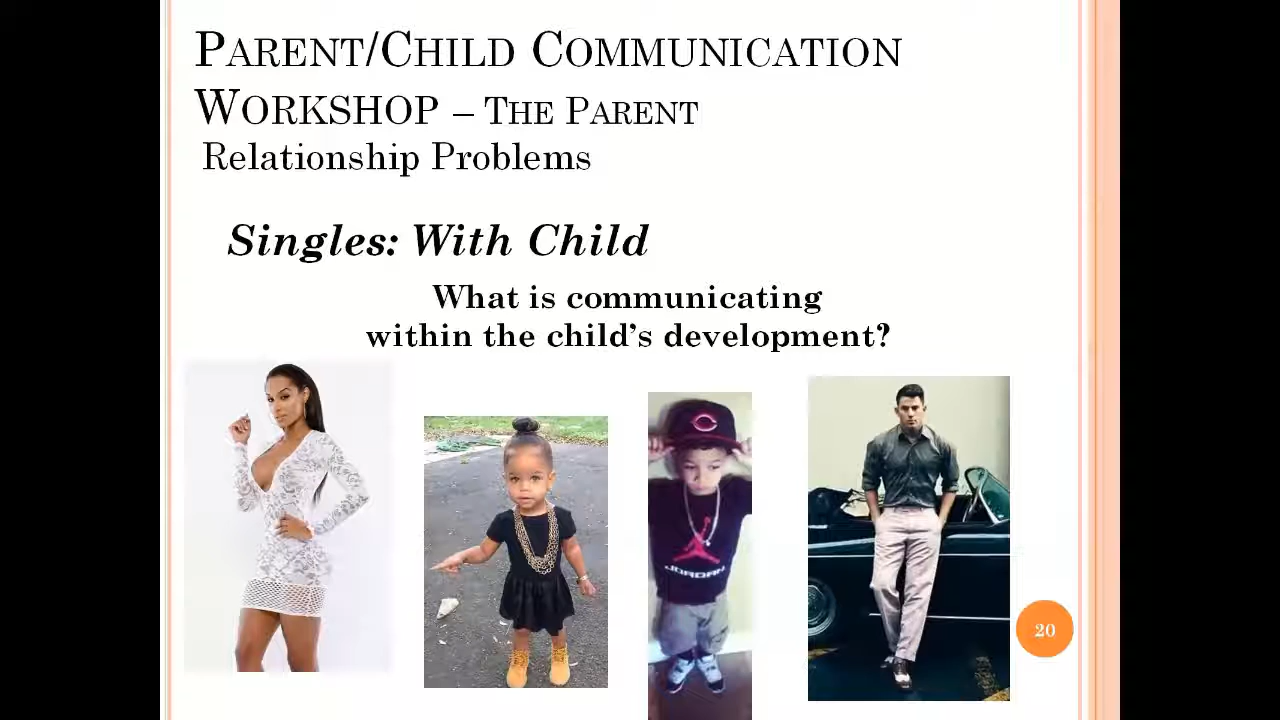 PARENT/CHILD COMMUNICATION
WORKSHOP – THE PARENT
Relationship Problems
Singles: With Child
What is communicating
within the child's development?
C
JORDAN
20